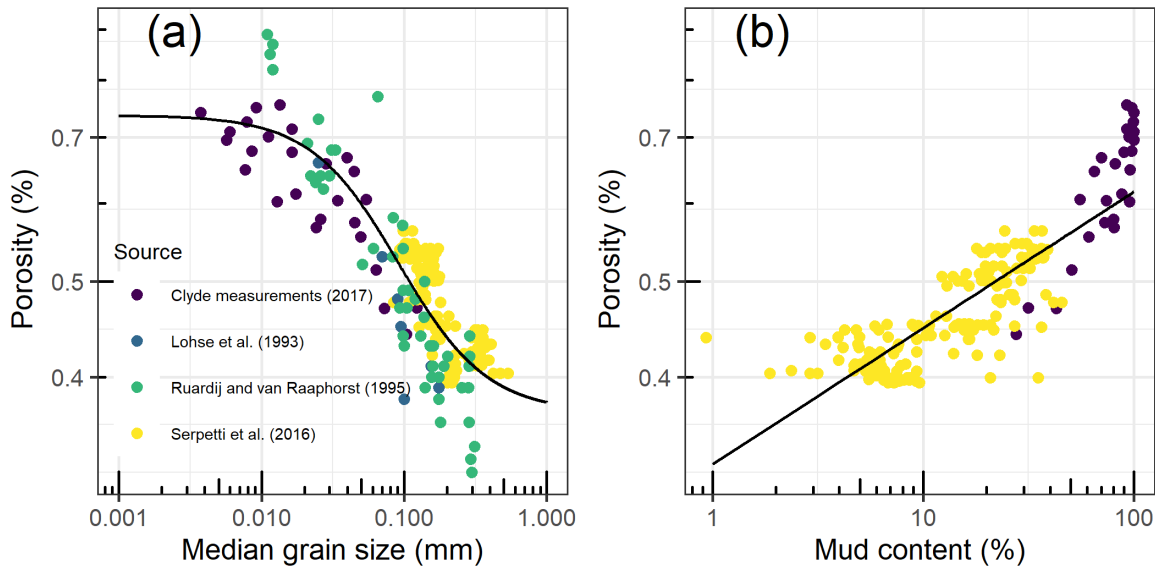 (a)
Porosity (%)
0.7
0.5
0.4
Source
Clyde measurements (2017)
Lohse et al. (1993)
Ruardij and van Raaphorst (1995)
Serpetti et al. (2016)
0.001
0.010
0.100
1.000
Median grain size (mm)
(b)
Porosity (%)
0.7
0.5
0.4
1
10
100
Mud content (%)